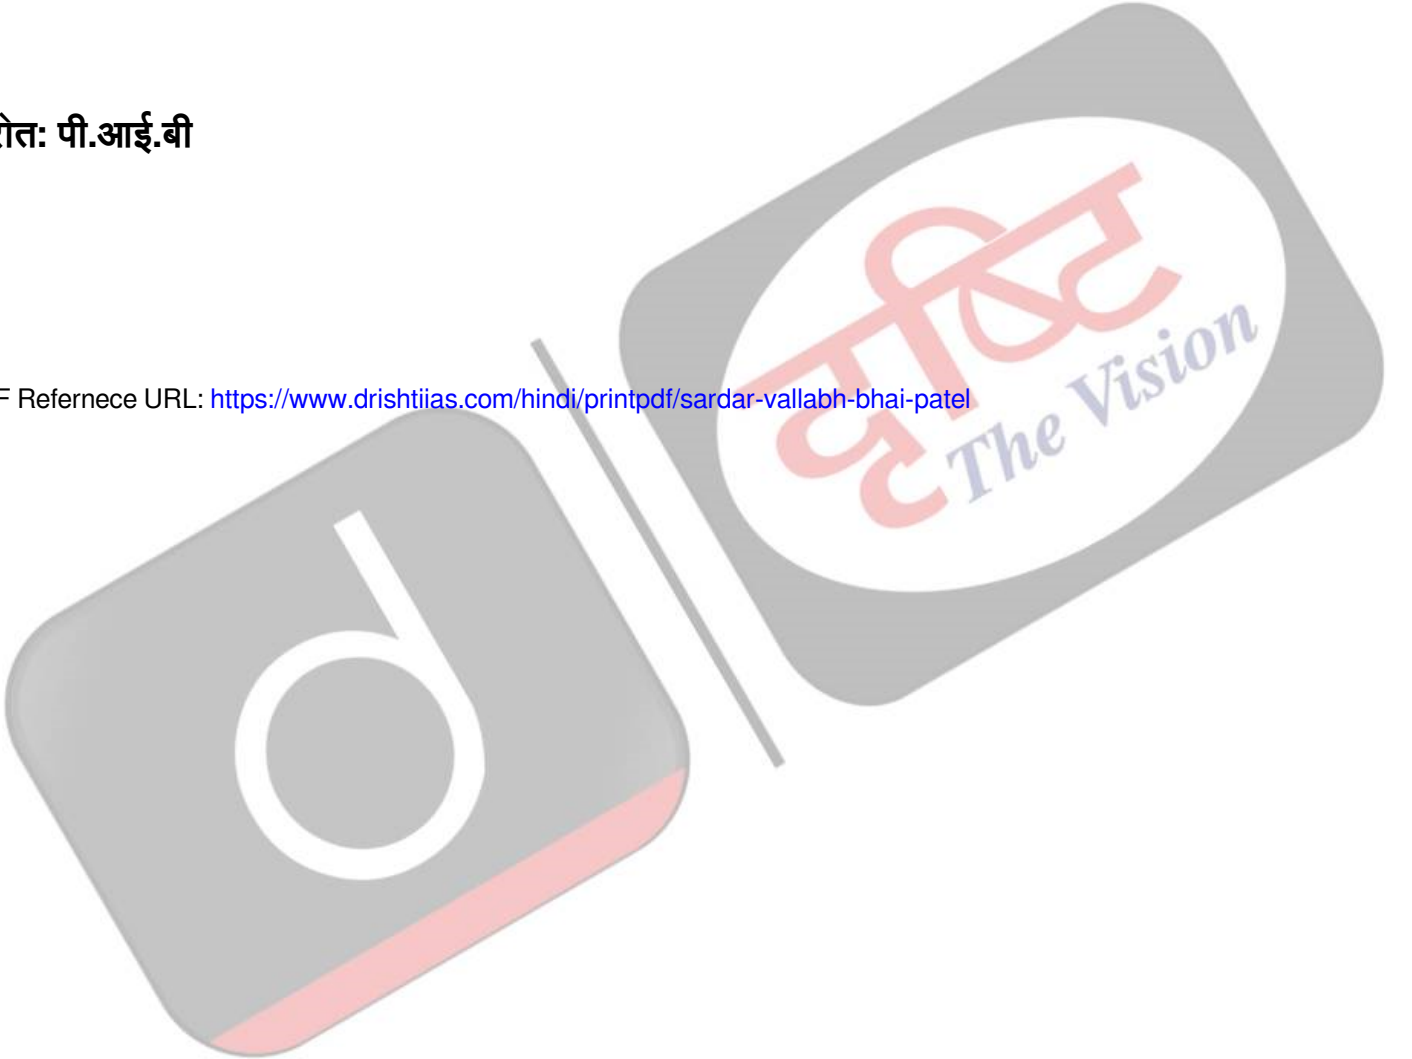 रोत: पी.आई.बी
F Refernece URL: https://www.drishtiias.com/hindi/printpdf/sardar-vallabh-bhai-patel
दृष्टि
The Vision
d